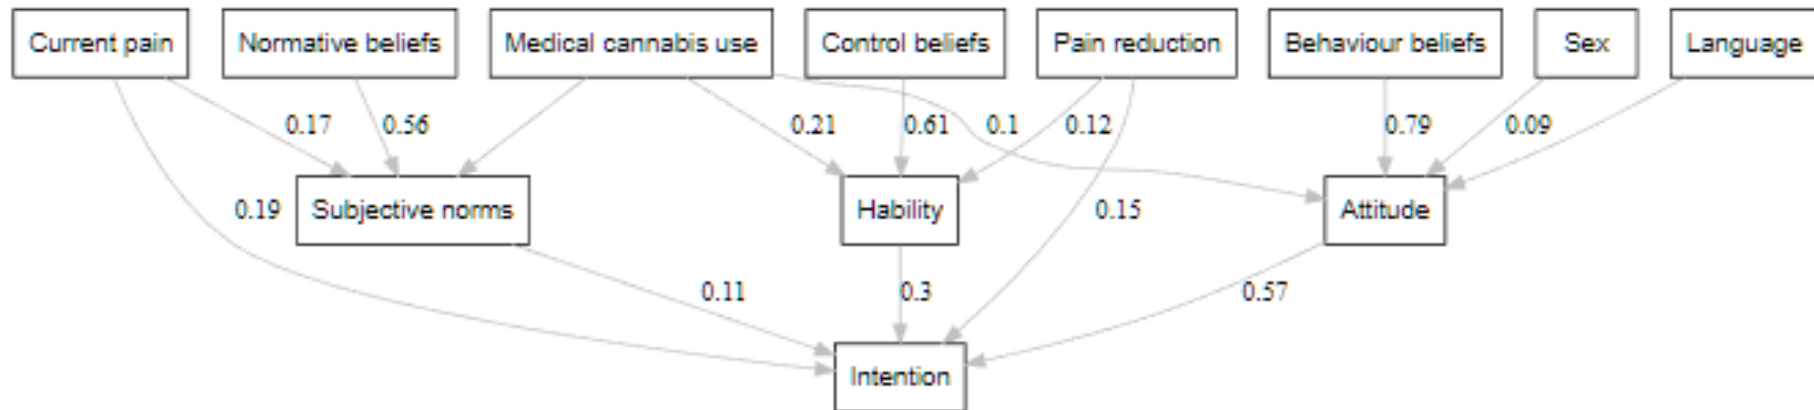 Current pain
Normative beliefs
Medical cannabis use
Control beliefs
Pain reduction
Behaviour beliefs
Sex
Language
0.17
0.56
0.21
0.61
0.1
0.12
0.79
0.09
0.19
Subjective norms
Hability
0.15
Attitude
0.11
0.3
0.57
Intention